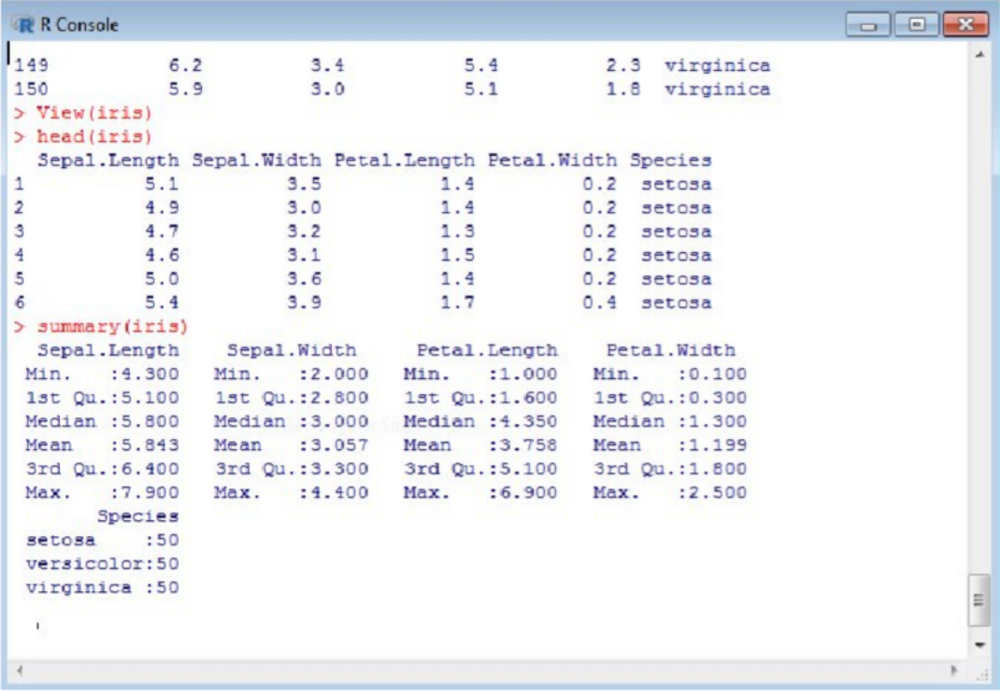 R Console
149 6.2 3.4 5.4 2.3 virginica
150 5.9 3.0 5.1 1.8 virginica
> View(iris)
> head(iris)
Sepal.Length Sepal.Width Petal.Length Petal.Width Species
1 5.1 3.5 1.4 0.2 setosa
2 4.9 3.0 1.4 0.2 setosa
3 4.7 3.2 1.3 0.2 setosa
4 4.6 3.1 1.5 0.2 setosa
5 5.0 3.6 1.4 0.2 setosa
6 5.4 3.9 1.7 0.4 setosa
> summary(iris)
Sepal.Length Sepal.Width Petal.Length Petal.Width
Min. :4.300 Min. :2.000 Min. :1.000 Min. :0.100
1st Qu.:5.100 1st Qu.:2.800 1st Qu.:1.600 1st Qu.:0.300
Median :5.800 Median :3.000 Median :4.350 Median :1.300
Mean :5.843 Mean :3.057 Mean :3.758 Mean :1.199
3rd Qu.:6.400 3rd Qu.:3.300 3rd Qu.:5.100 3rd Qu.:1.800
Max. :7.900 Max. :4.400 Max. :6.900 Max. :2.500
Species
setosa :50
versicolor:50
virginica :50